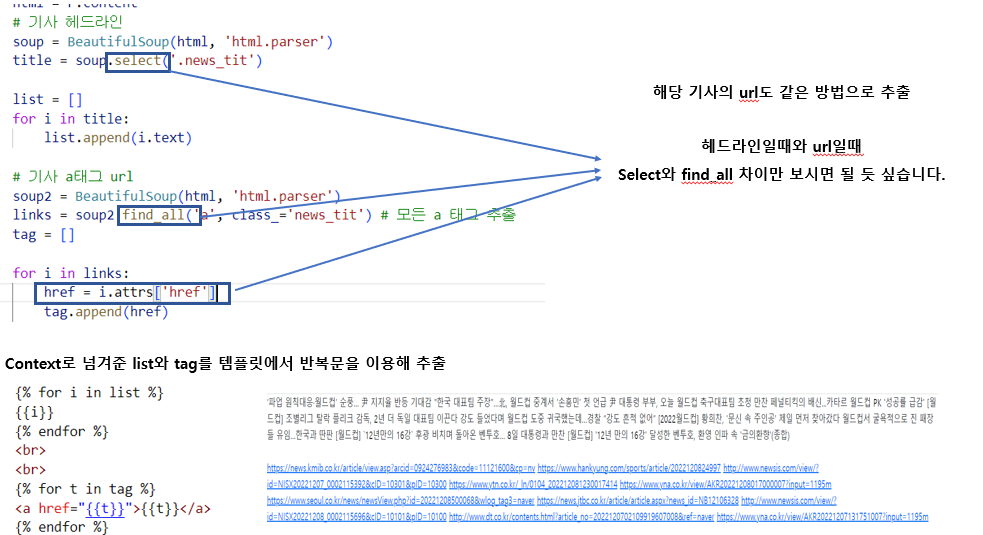 html = r.content
# 기사 헤드라인
soup = BeautifulSoup(html, 'html.parser')
title = soup.select('.news_tit')
list = []
for i in title:
list.append(i.text)
# 기사 a태그 url
soup2 = BeautifulSoup(html, 'html.parser')
links = soup2.find_all('a', class_='news_tit') # 모든 a 태그 추출
tag = []
for i in links:
href = i.attrs['href']
tag.append(href)
해당 기사의 url도 같은 방법으로 추출
헤드라인일때와 url일때
Select와 find_all 차이만 보시면 될 듯 싶습니다.
Context로 넘겨준 list와 tag를 템플릿에서 반복문을 이용해 추출
{% for i in list %}
{{i}}
{% endfor %}
<br>
<br>
{% for t in tag %}
<a href="{{t}}">{{t}}</a>
{% endfor %}
'파업 원칙대응·월드컵' 순풍... 尹 지지율 반등 기대감 "한국 대표팀 주장"...北, 월드컵 중계서 '손흥민' 첫 언급 尹 대통령 부부, 오늘 월드컵 축구대표팀 초청 만찬 페널티킥의 배신...카타르 월드컵 PK '성공률 급감' [월
드컵] 조별리그 탈락 플리크 감독, 2년 더 독일 대표팀 이끈다 강도 들었다며 월드컵 도중 귀국했는데...경찰 "강도 흔적 없어" [2022월드컵] 황희찬, '문신 속 주인공' 제일 먼저 찾아갔다 월드컵서 굴욕적으로 진 패장
들 유임...한국과 딴판 [월드컵] '12년만의 16강' 후광 비치며 돌아온 벤투호... 8일 대통령과 만찬 [월드컵] '12년 만의 16강' 달성한 벤투호, 환영 인파 속 '금의환향'(종합)
https://news.kmib.co.kr/article/view.asp?arcid=0924276983&code=11121600&cp=nv https://www.hankyung.com/sports/article/2022120824997 http://www.newsis.com/view/?
id=NISX20221207_0002115392&cID=10301&pID=10300 https://www.ytn.co.kr/_ln/0104_202212081230017414 https://www.yna.co.kr/view/AKR20221208017000007?input=1195m
https://www.seoul.co.kr/news/newsView.php?id=20221208500068&wlog_tag3=naver https://news.jtbc.co.kr/article/article.aspx?news_id=NB12106328 http://www.newsis.com/view/?
id=NISX20221208_0002115696&cID=10101&pID=10100 http://www.dt.co.kr/contents.html?article_no=2022120702109919607008&ref=naver https://www.yna.co.kr/view/AKR20221207131751007?input=1195m